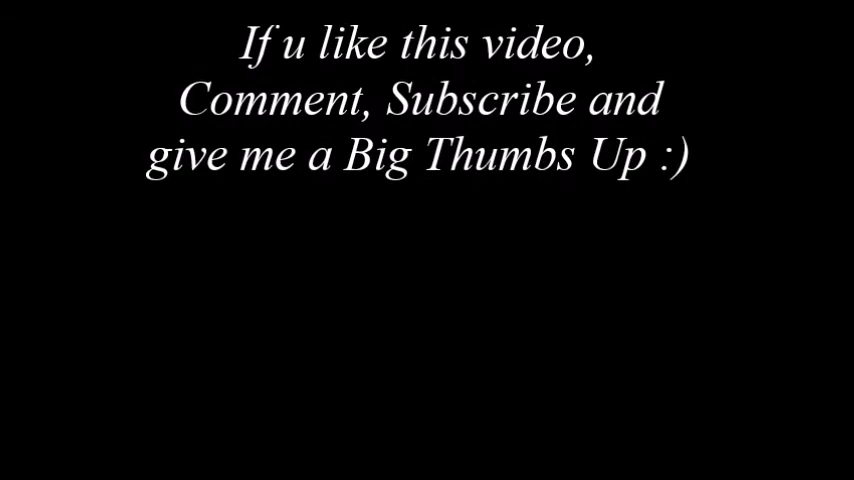 If u like this video,
Comment, Subscribe and
give me a Big Thumbs Up :)